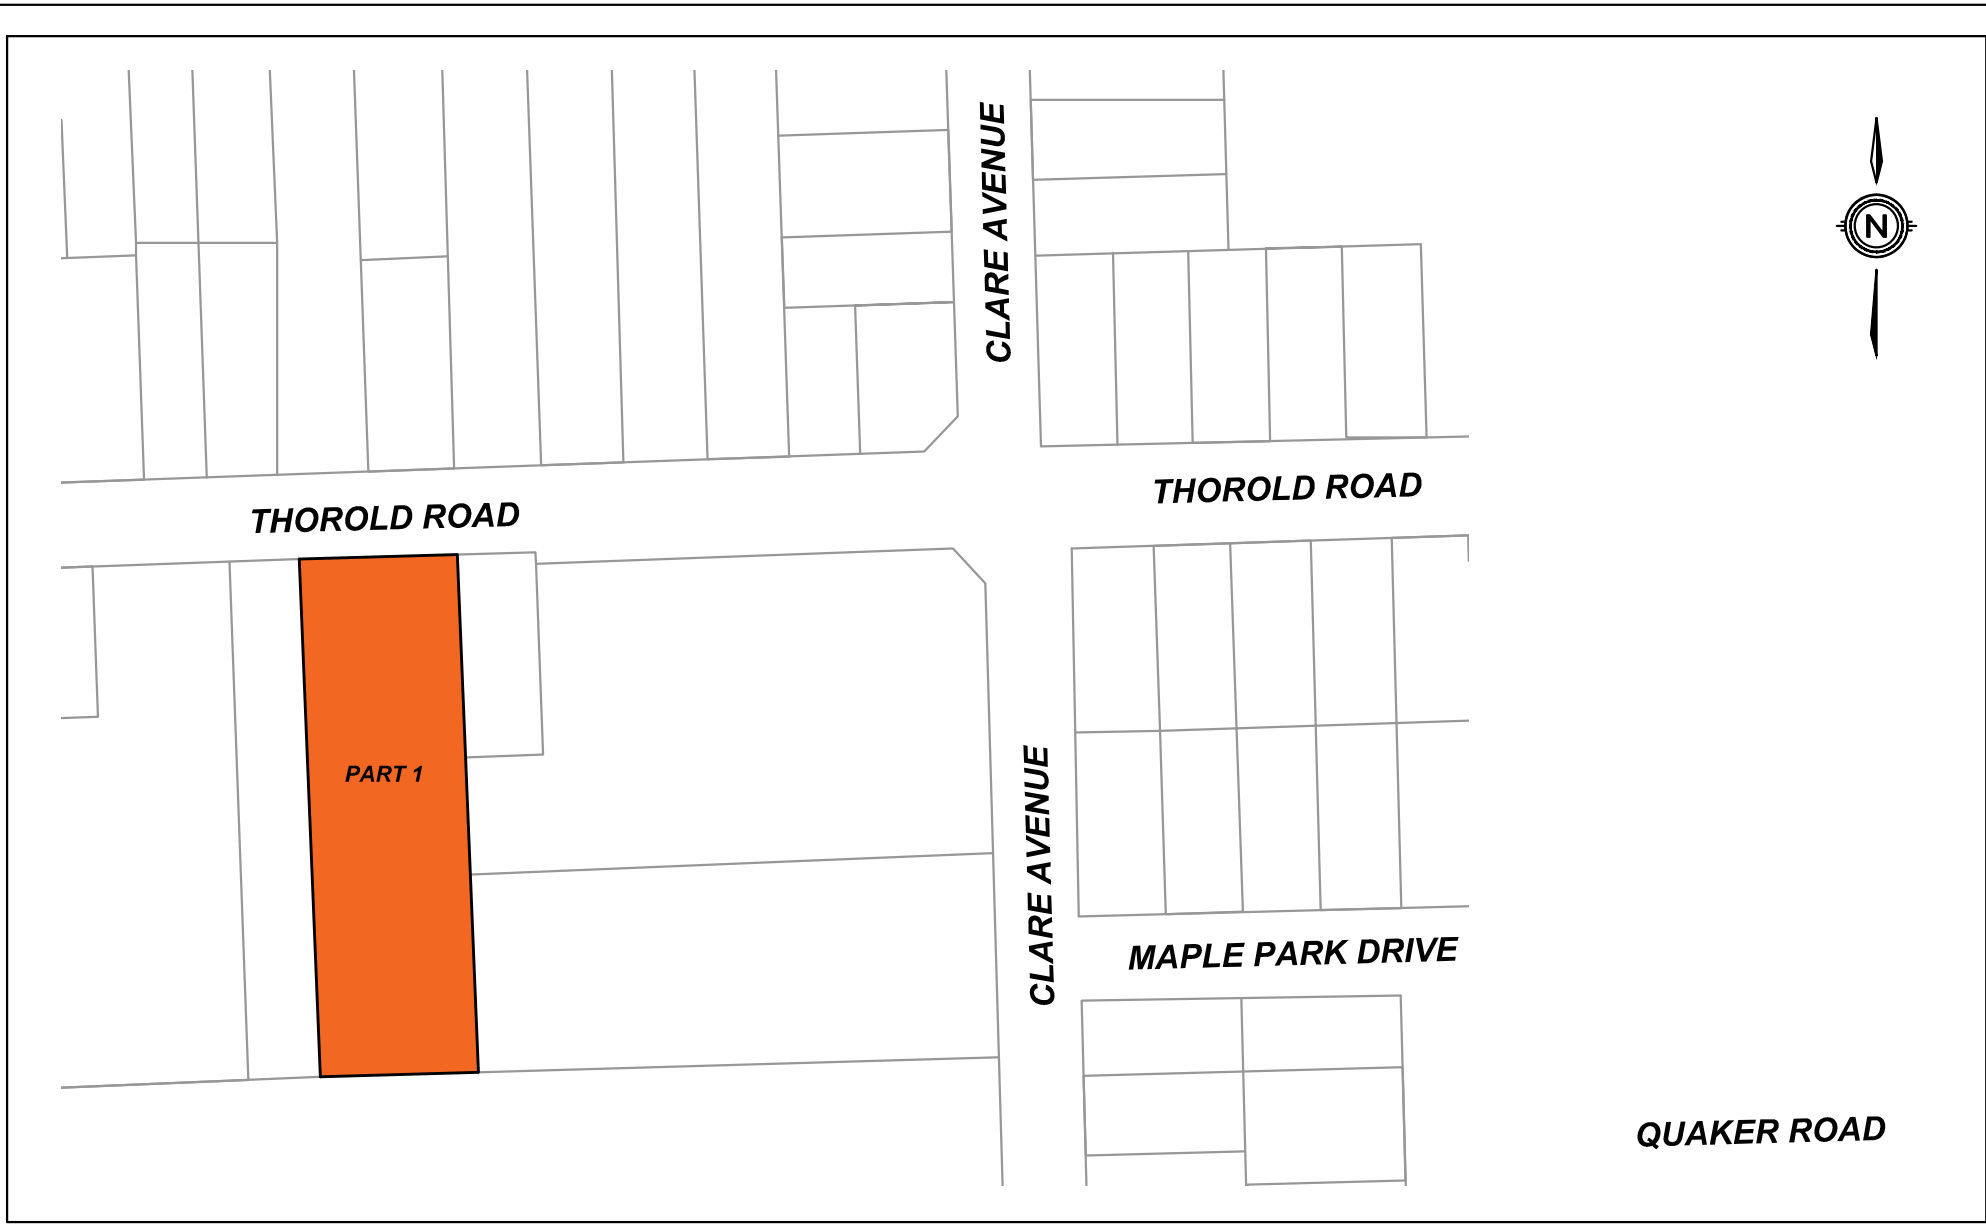 CLARE AVENUE
N
THOROLD ROAD
THOROLD ROAD
PART 1
CLARE AVENUE
MAPLE PARK DRIVE
QUAKER ROAD